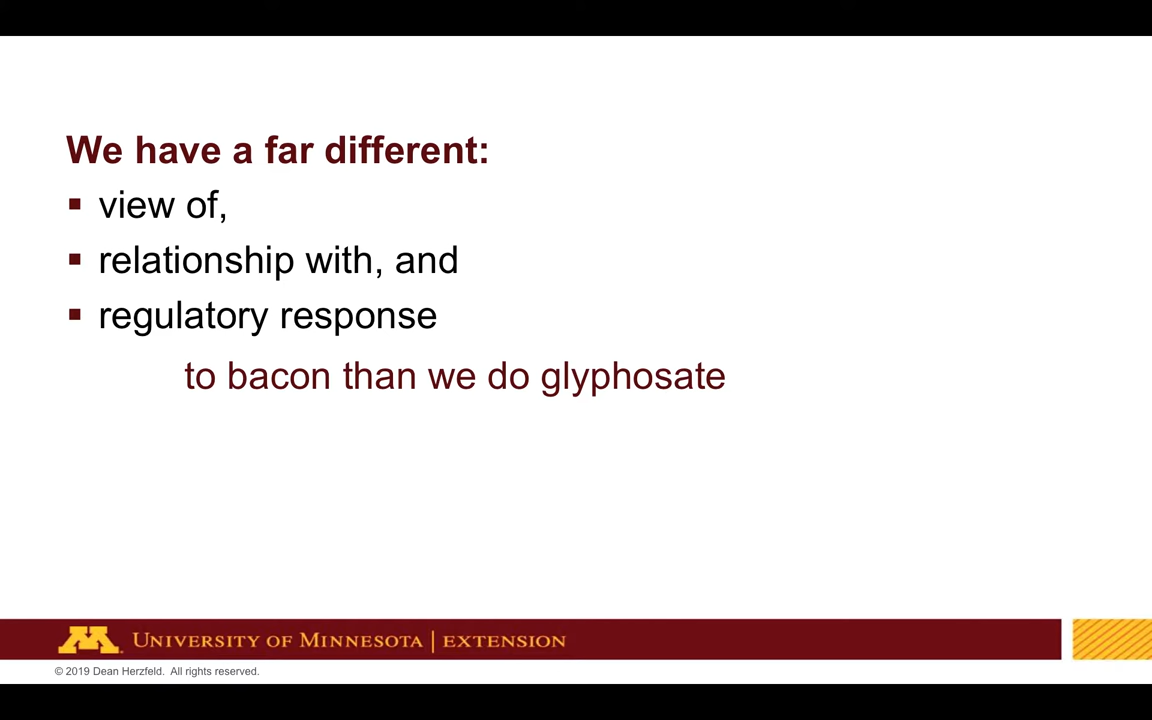 We have a far different:
▪ view of,
▪ relationship with, and
▪ regulatory response
to bacon than we do glyphosate
M UNIVERSITY OF MINNESOTA | EXTENSION
© 2019 Dean Herzfeld. All rights reserved.